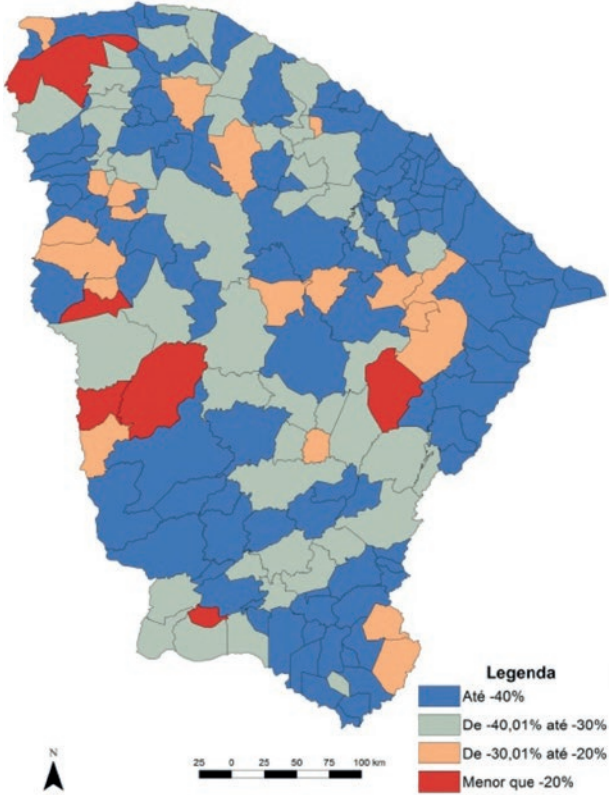 Legenda
Até -40%
De -40,01% até -30%
De -30,01% até -20%
Menor que -20%
N
25 0 25 50 75 100 km